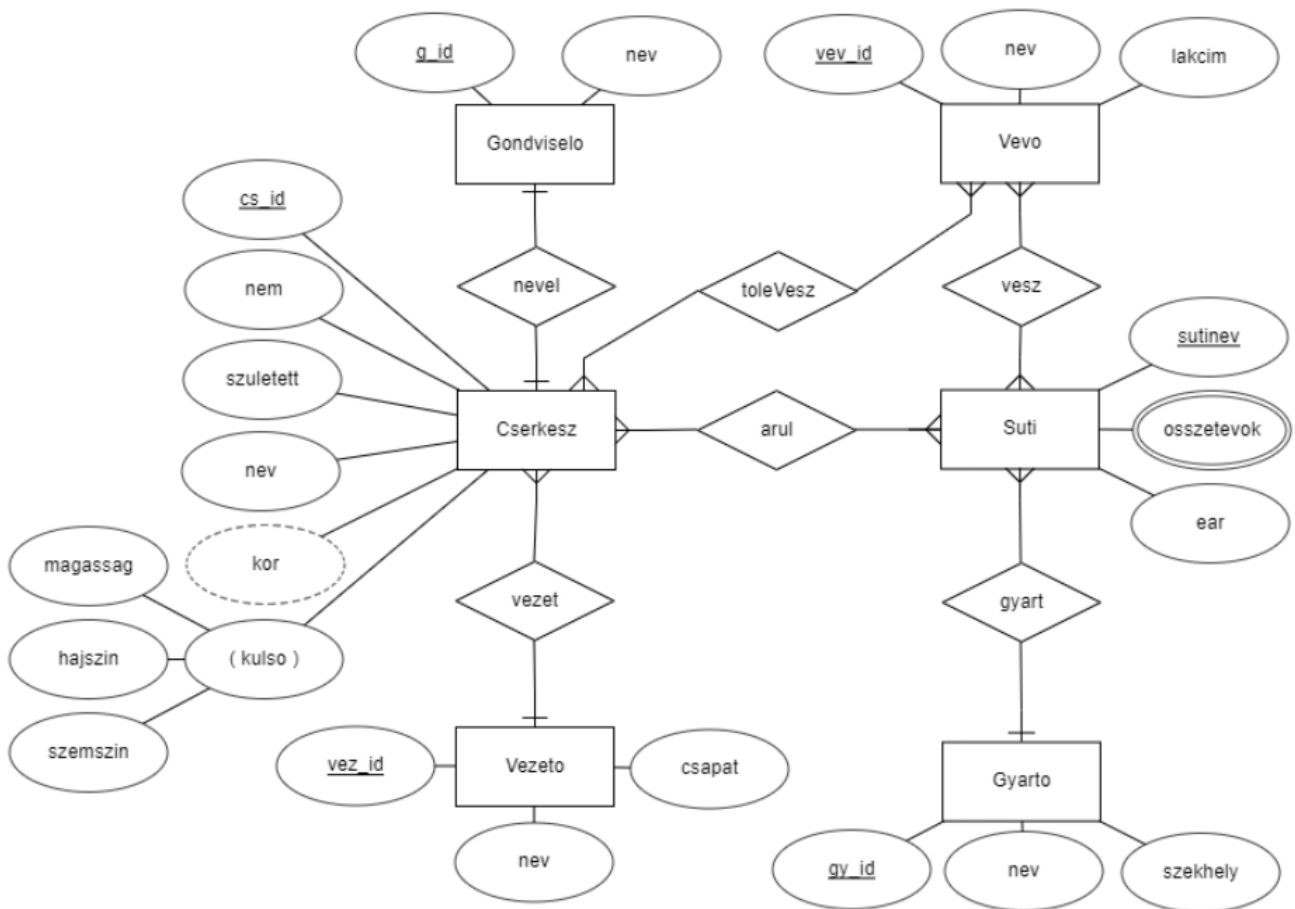 g_id
nev
vev_id
nev
lakcim
Gondviselo
Vevo
cs_id
nem
nevel
toleVesz
vesz
szuletett
sutinev
Cserkesz
arul
Suti
osszetevok
nev
ear
kor
magassag
vezet
gyart
hajszin
( kulso )
szemszin
vez_id
Vezeto
csapat
Gyarto
nev
gy_id
nev
szekhely